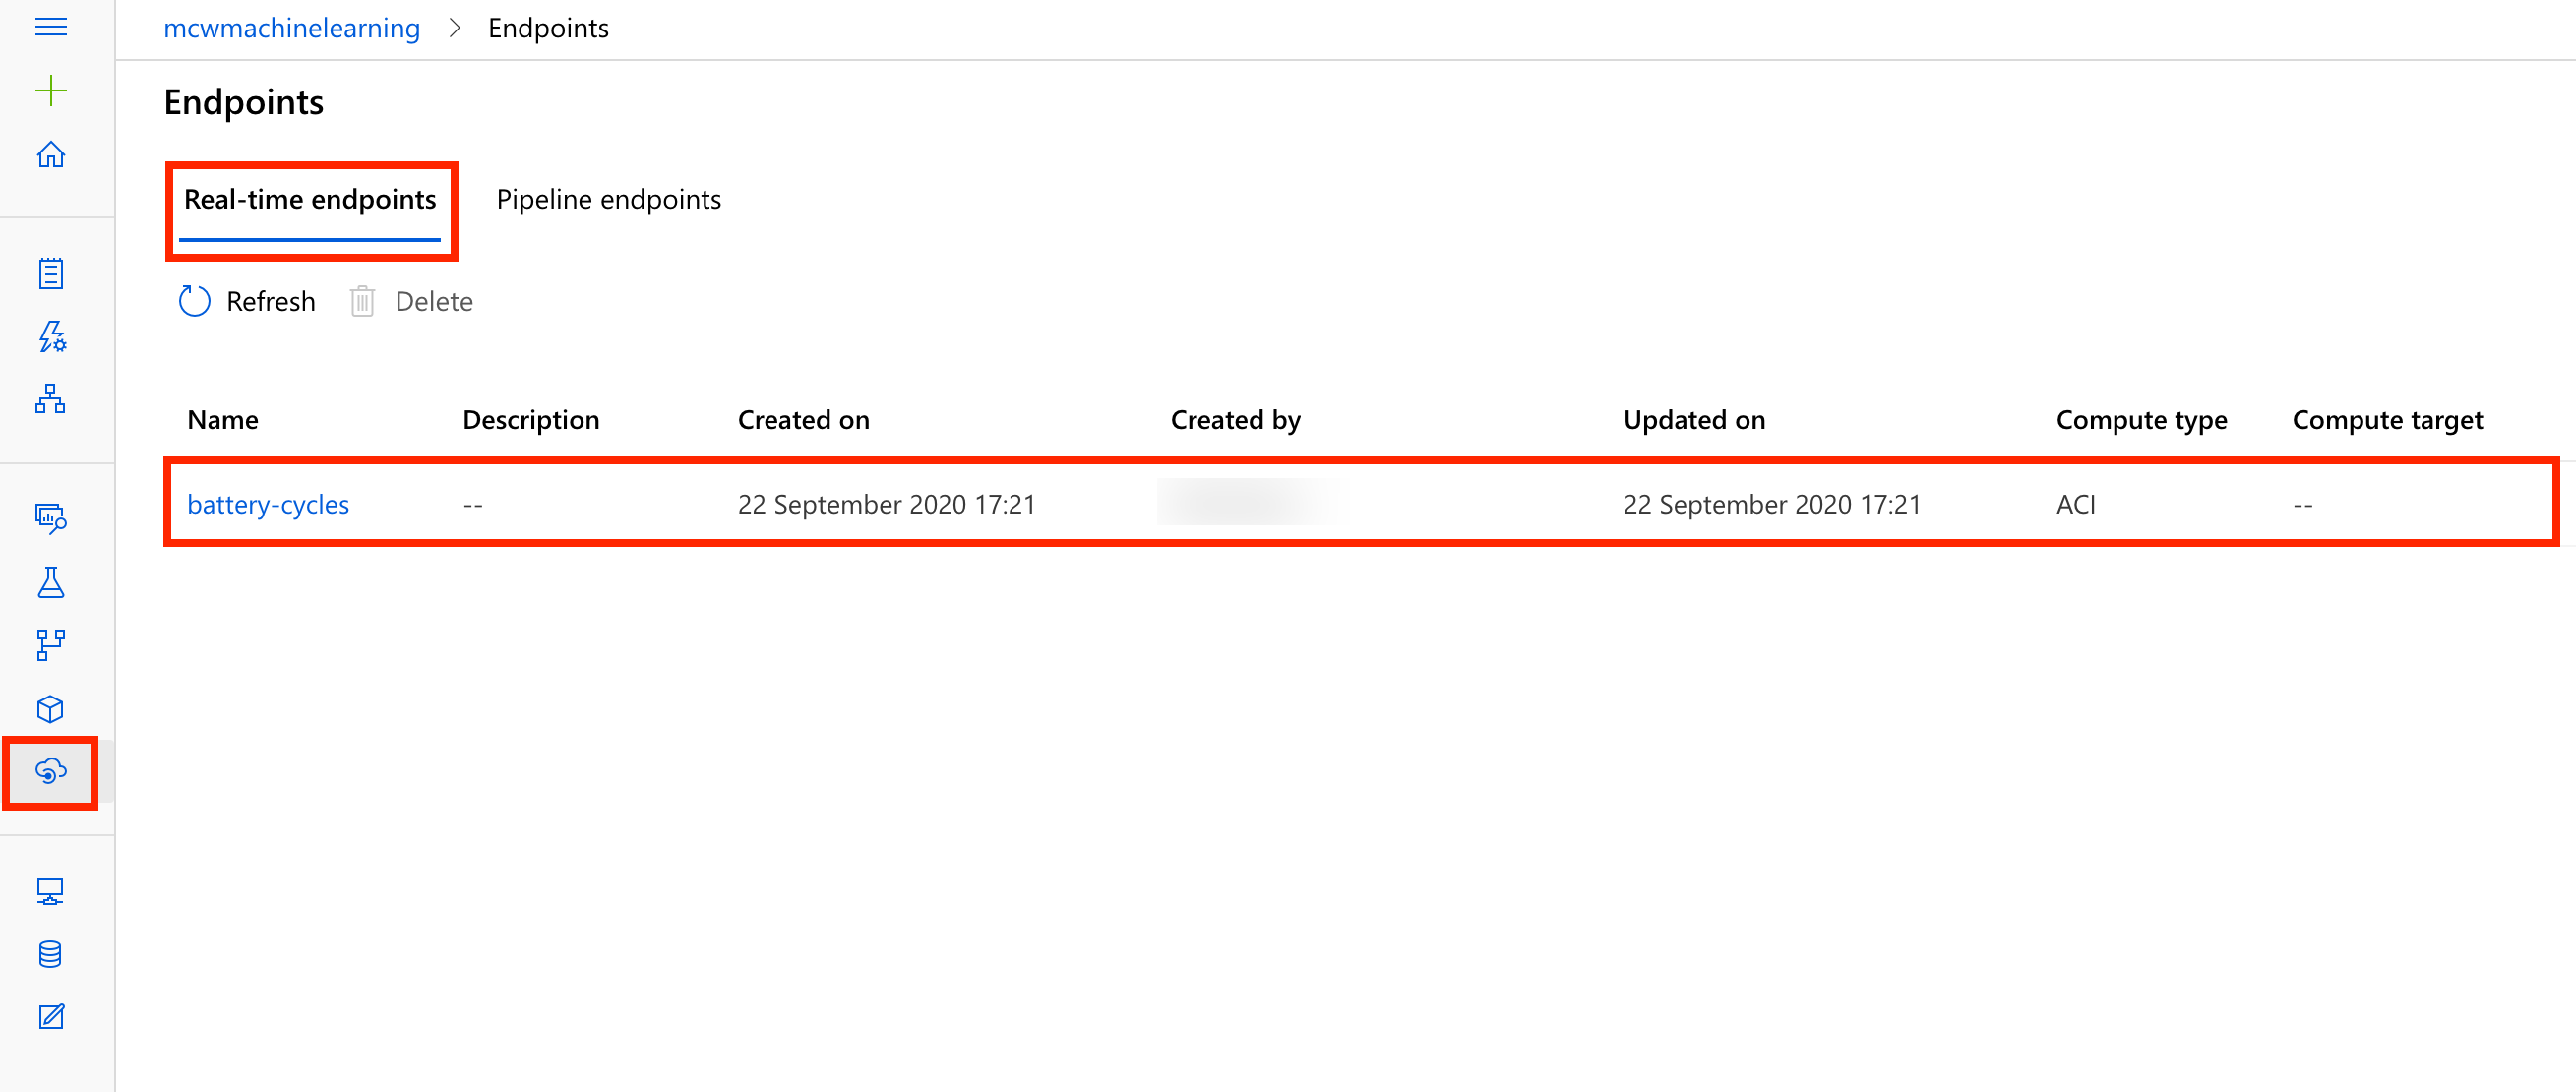 mcwmachinelearning > Endpoints
Endpoints
Real-time endpoints Pipeline endpoints
Refresh Delete
Name Description Created on Created by Updated on Compute type Compute target
battery-cycles -- 22 September 2020 17:21 22 September 2020 17:21 ACI --